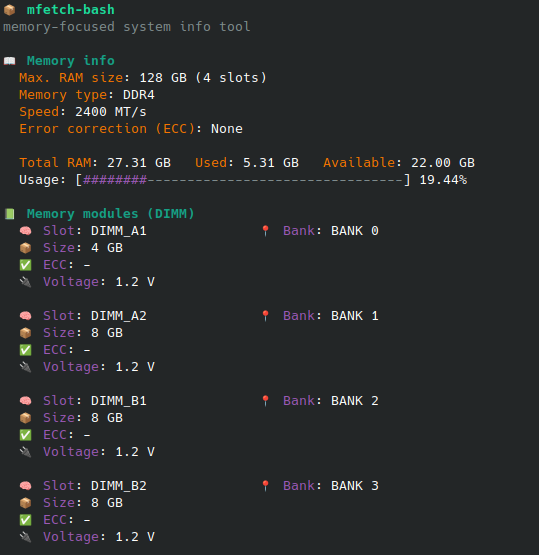 mfetch-bash
memory-focused system info tool
Memory info
Max. RAM size: 128 GB (4 slots)
Memory type: DDR4
Speed: 2400 MT/s
Error correction (ECC): None
Total RAM: 27.31 GB   Used: 5.31 GB   Available: 22.00 GB
Usage: [########--------------------------------] 19.44%
Memory modules (DIMM)
Slot: DIMM_A1   Bank: BANK 0
Size: 4 GB
ECC: –
Voltage: 1.2 V
Slot: DIMM_A2   Bank: BANK 1
Size: 8 GB
ECC: –
Voltage: 1.2 V
Slot: DIMM_B1   Bank: BANK 2
Size: 8 GB
ECC: –
Voltage: 1.2 V
Slot: DIMM_B2   Bank: BANK 3
Size: 8 GB
ECC: –
Voltage: 1.2 V